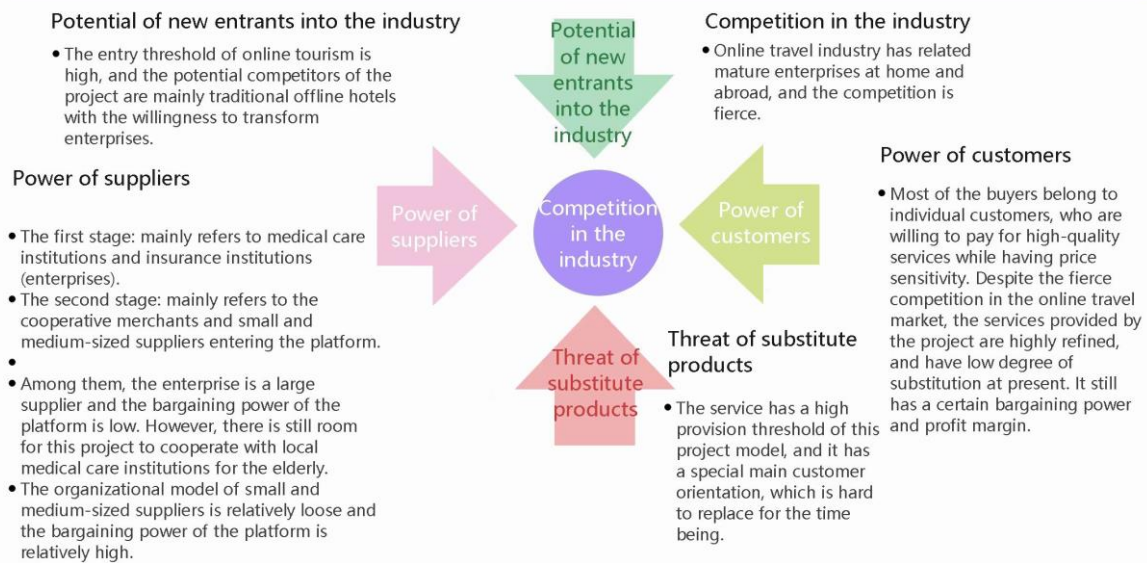 Potential of new entrants into the industry
• The entry threshold of online tourism is
high, and the potential competitors of the
project are mainly traditional offline hotels
with the willingness to transform
enterprises.
Power of suppliers
• The first stage: mainly refers to medical care
institutions and insurance institutions
(enterprises).
• The second stage: mainly refers to the
cooperative merchants and small and
medium-sized suppliers entering the platform.
•
• Among them, the enterprise is a large
supplier and the bargaining power of the
platform is low. However, there is still room
for this project to cooperate with local
medical care institutions for the elderly.
• The organizational model of small and
medium-sized suppliers is relatively loose and
the bargaining power of the platform is
relatively high.
Potential
of new
entrants
into the
industry
Power of
suppliers
Competition
in the
industry
Power of
customers
Threat of
substitute
products
Competition in the industry
• Online travel industry has related
mature enterprises at home and
abroad, and the competition is
fierce.
Power of customers
• Most of the buyers belong to
individual customers, who are
willing to pay for high-quality
services while having price
sensitivity. Despite the fierce
competition in the online travel
market, the services provided by
the project are highly refined,
and have low degree of
substitution at present. It still
has a certain bargaining power
and profit margin.
Threat of substitute
products
• The service has a high
provision threshold of this
project model, and it has
a special main customer
orientation, which is hard
to replace for the time
being.